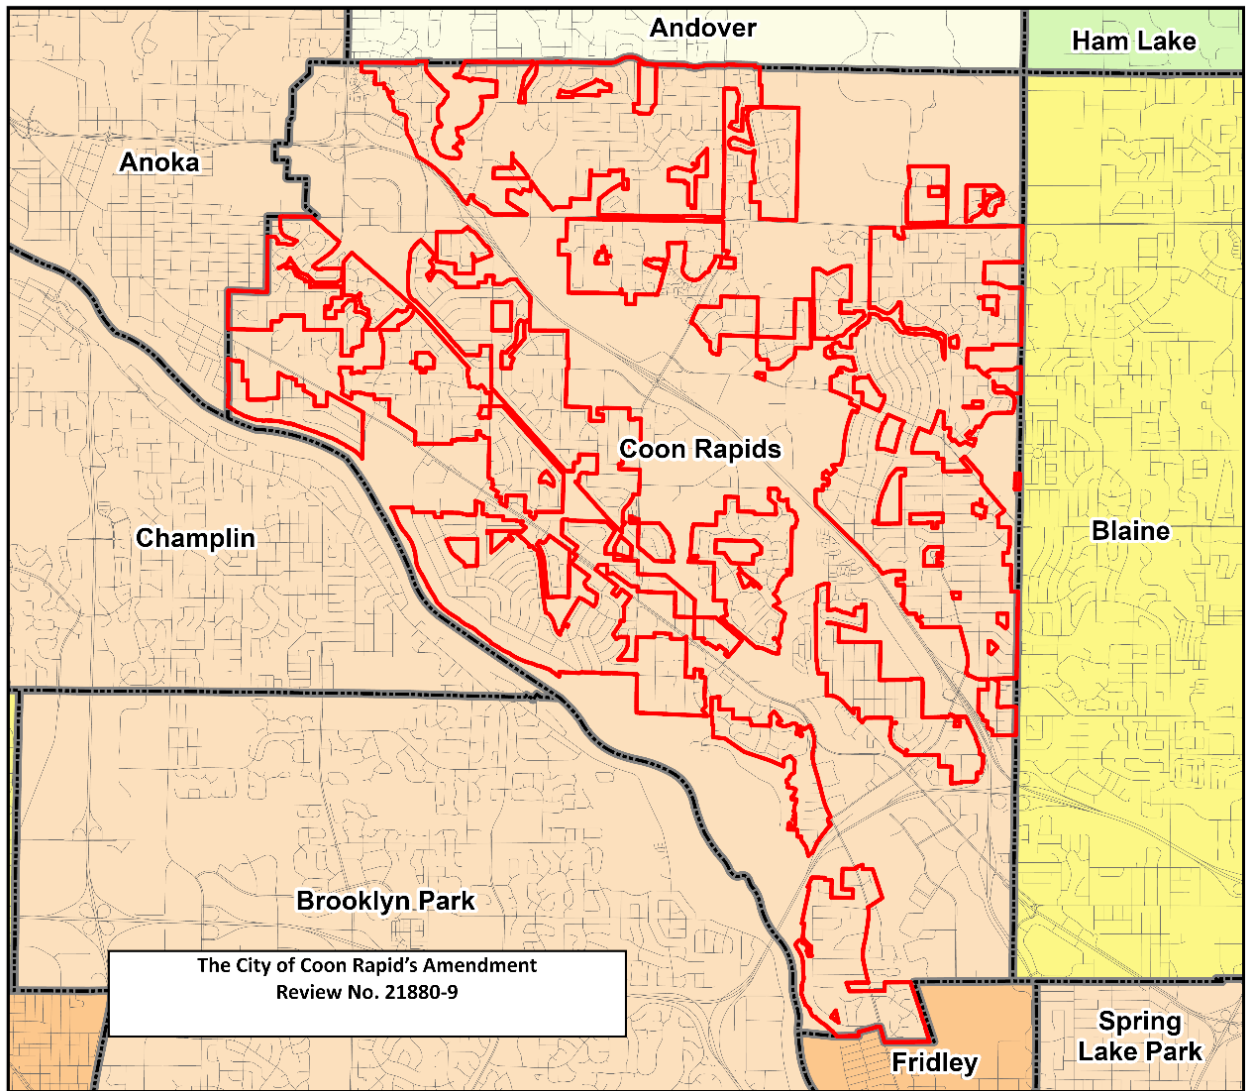 Andover
Ham Lake
Anoka
Coon Rapids
Champlin
Blaine
Brooklyn Park
The City of Coon Rapid’s Amendment
Review No. 21880-9
Spring
Lake Park
Fridley